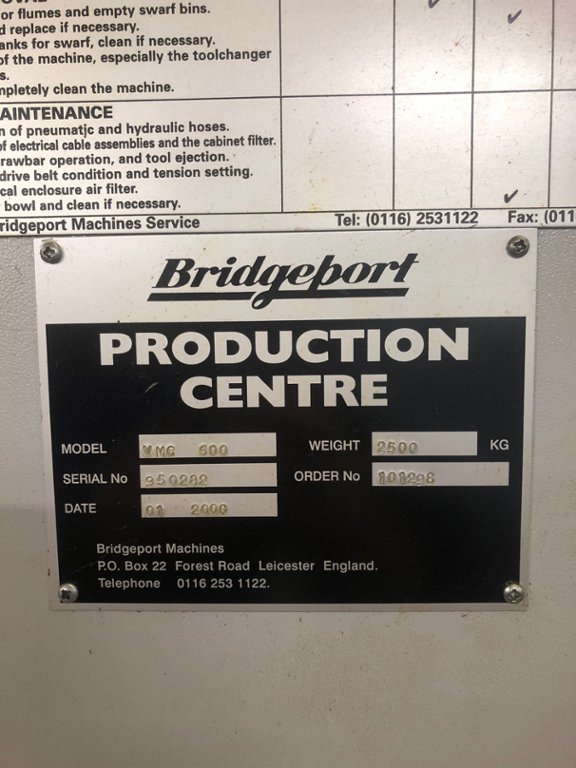 or flumes and empty swarf bins.
d replace if necessary.
anks for swarf, clean if necessary.
of the machine, especially the toolchanger
s.
mpletely clean the machine.
AINTENANCE
n of pneumatic and hydraulic hoses.
of electrical cable assemblies and the cabinet filter.
rawbar operation, and tool ejection.
drive belt condition and tension setting.
cal enclosure air filter.
bowl and clean if necessary.
ridgeport Machines Service Tel: (0116) 2531122 Fax: (011
Bridgeport
PRODUCTION
CENTRE
MODEL VMC 600 WEIGHT 2500 KG
SERIAL No 950282 ORDER No 101296
DATE 01 2000
Bridgeport Machines
P.O. Box 22 Forest Road Leicester England.
Telephone 0116 253 1122.